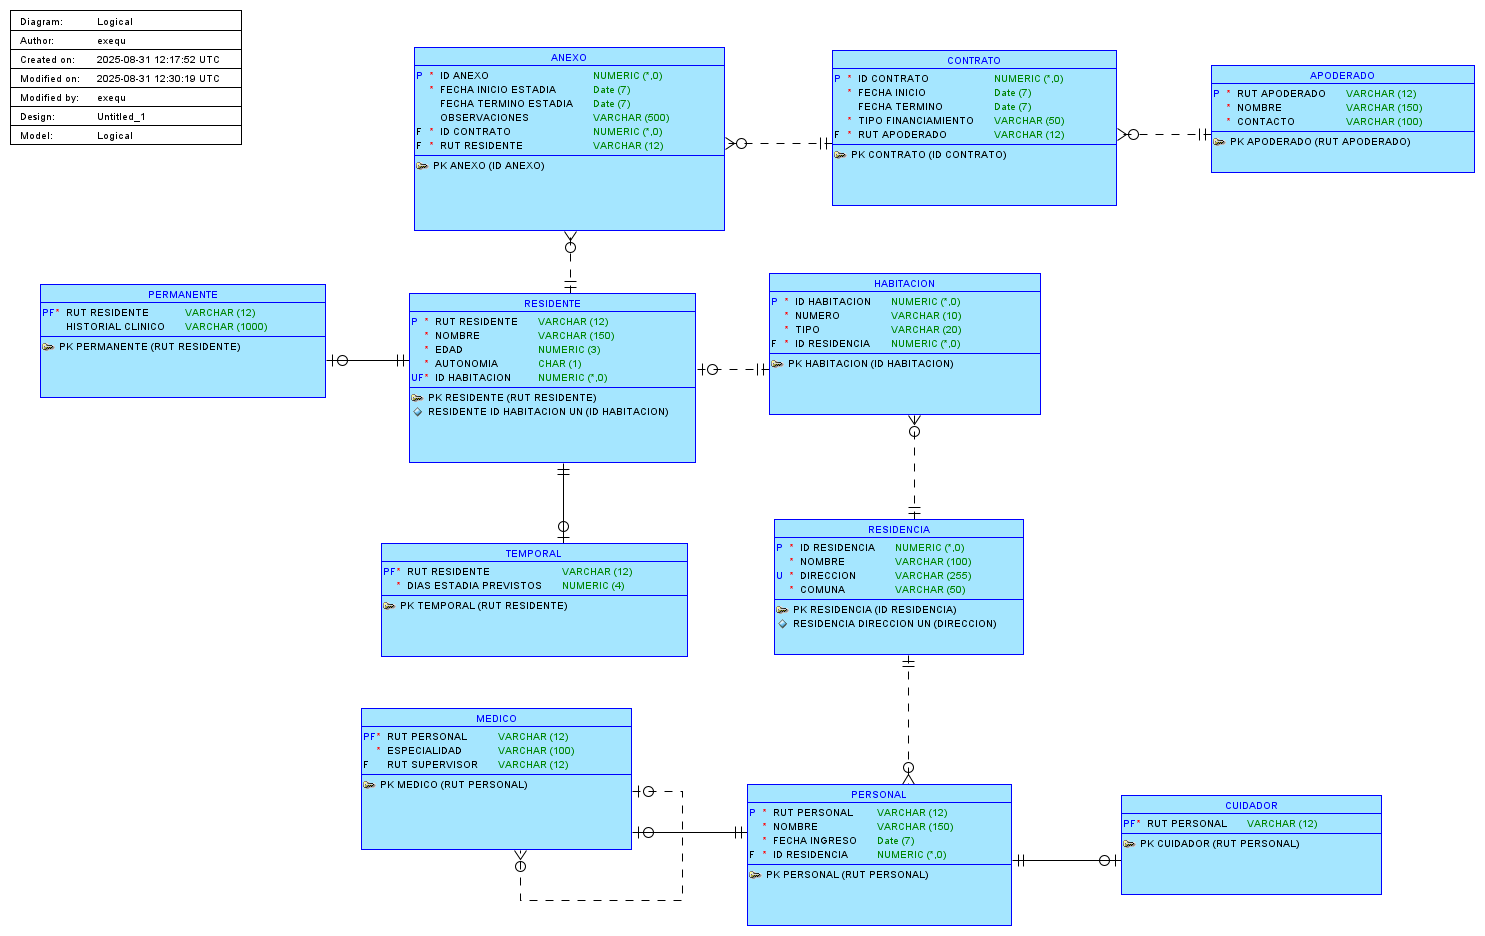 Diagram: Logical
Author: exequ
Created on: 2025-08-31 12:17:52 UTC
Modified on: 2025-08-31 12:30:19 UTC
Modified by: exequ
Design: Untitled_1
Model: Logical
ANEXO
P * ID ANEXO NUMERIC (*,0)
* FECHA INICIO ESTADIA Date (7)
FECHA TERMINO ESTADIA Date (7)
OBSERVACIONES VARCHAR (500)
F * ID CONTRATO NUMERIC (*,0)
F * RUT RESIDENTE VARCHAR (12)
PK ANEXO (ID ANEXO)
CONTRATO
P * ID CONTRATO NUMERIC (*,0)
* FECHA INICIO Date (7)
FECHA TERMINO Date (7)
* TIPO FINANCIAMIENTO VARCHAR (50)
F * RUT APODERADO VARCHAR (12)
PK CONTRATO (ID CONTRATO)
APODERADO
P * RUT APODERADO VARCHAR (12)
* NOMBRE VARCHAR (150)
* CONTACTO VARCHAR (100)
PK APODERADO (RUT APODERADO)
PERMANENTE
PF* RUT RESIDENTE VARCHAR (12)
HISTORIAL CLINICO VARCHAR (1000)
PK PERMANENTE (RUT RESIDENTE)
RESIDENTE
P * RUT RESIDENTE VARCHAR (12)
* NOMBRE VARCHAR (150)
* EDAD NUMERIC (3)
* AUTONOMIA CHAR (1)
UF* ID HABITACION NUMERIC (*,0)
PK RESIDENTE (RUT RESIDENTE)
RESIDENTE ID HABITACION UN (ID HABITACION)
HABITACION
P * ID HABITACION NUMERIC (*,0)
* NUMERO VARCHAR (10)
* TIPO VARCHAR (20)
F * ID RESIDENCIA NUMERIC (*,0)
PK HABITACION (ID HABITACION)
TEMPORAL
PF* RUT RESIDENTE VARCHAR (12)
* DIAS ESTADIA PREVISTOS NUMERIC (4)
PK TEMPORAL (RUT RESIDENTE)
RESIDENCIA
P * ID RESIDENCIA NUMERIC (*,0)
* NOMBRE VARCHAR (100)
U * DIRECCION VARCHAR (255)
* COMUNA VARCHAR (50)
PK RESIDENCIA (ID RESIDENCIA)
RESIDENCIA DIRECCION UN (DIRECCION)
MEDICO
PF* RUT PERSONAL VARCHAR (12)
* ESPECIALIDAD VARCHAR (100)
F RUT SUPERVISOR VARCHAR (12)
PK MEDICO (RUT PERSONAL)
PERSONAL
P * RUT PERSONAL VARCHAR (12)
* NOMBRE VARCHAR (150)
* FECHA INGRESO Date (7)
F * ID RESIDENCIA NUMERIC (*,0)
PK PERSONAL (RUT PERSONAL)
CUIDADOR
PF* RUT PERSONAL VARCHAR (12)
PK CUIDADOR (RUT PERSONAL)